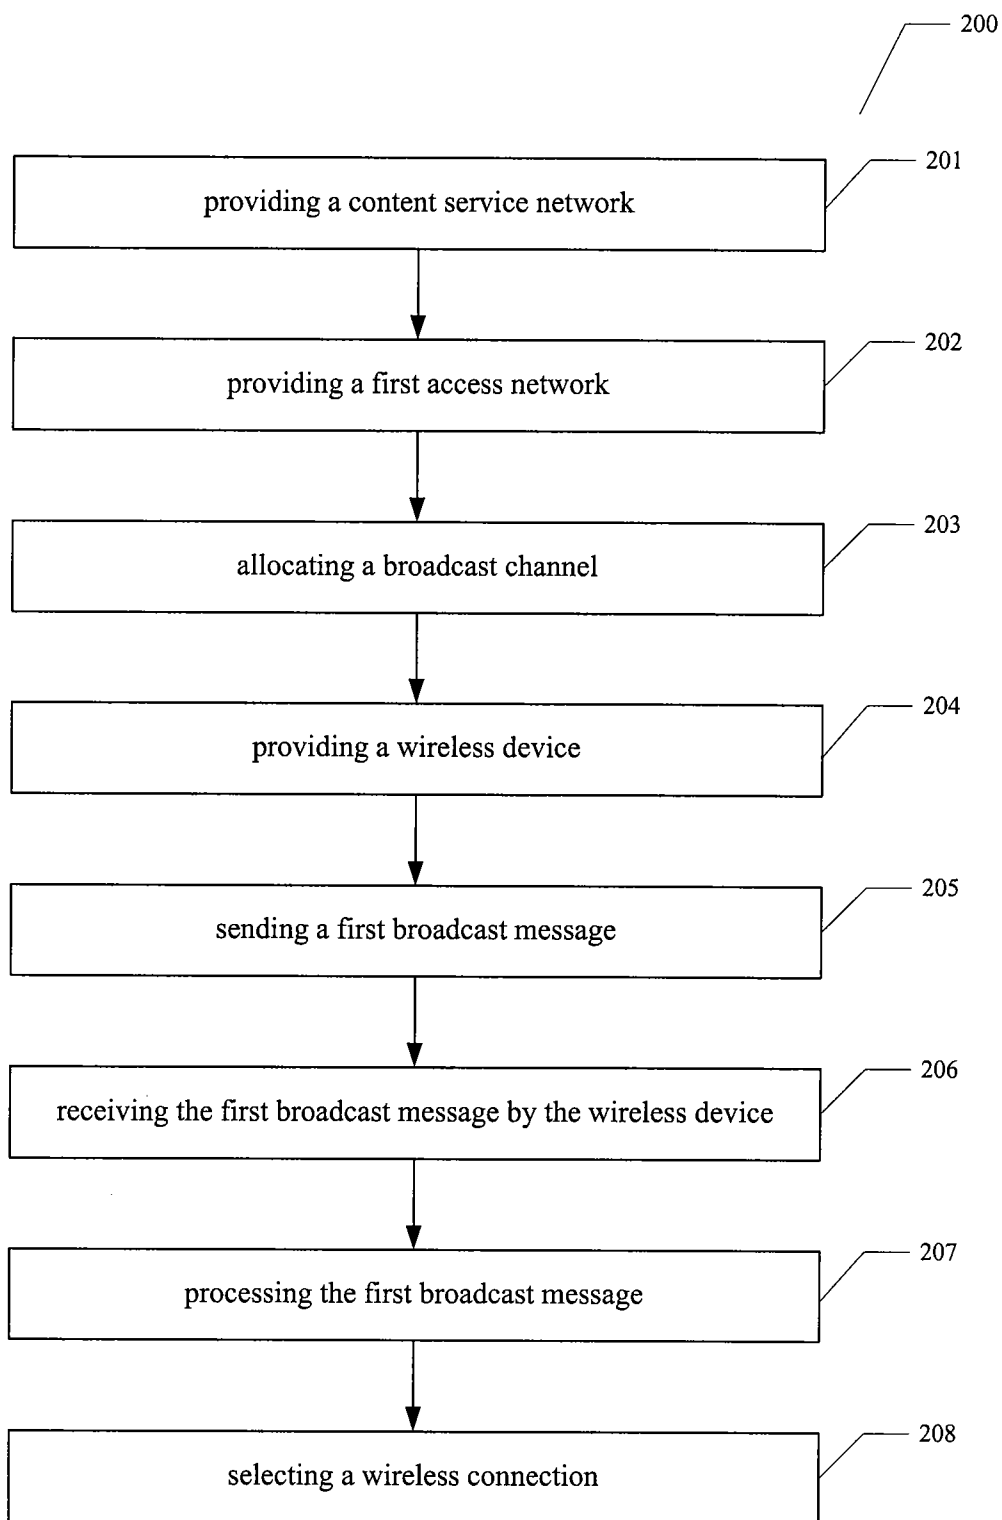 200
201
providing a content service network
202
providing a first access network
203
allocating a broadcast channel
204
providing a wireless device
205
sending a first broadcast message
206
receiving the first broadcast message by the wireless device
207
processing the first broadcast message
208
selecting a wireless connection